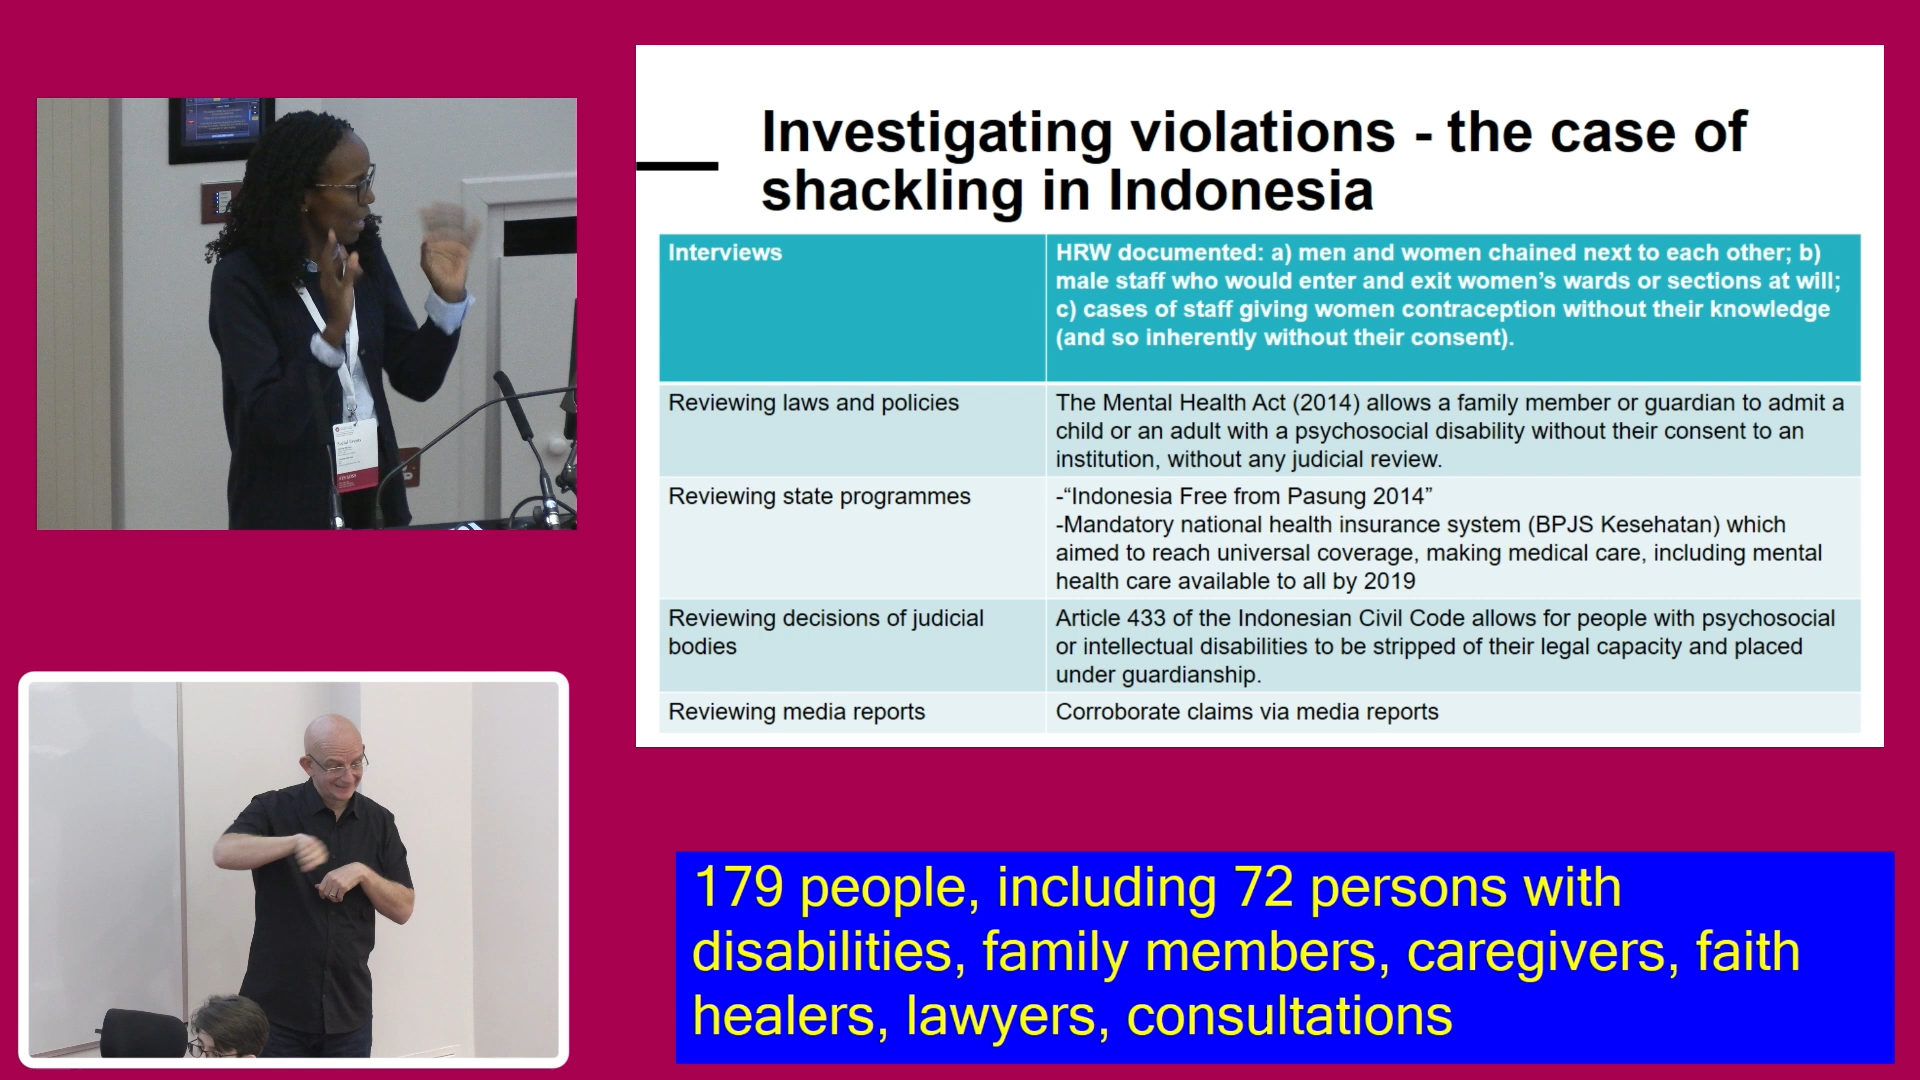 Investigating violations - the case of
shackling in Indonesia
Interviews
HRW documented: a) men and women chained next to each other; b)
male staff who would enter and exit women’s wards or sections at will;
c) cases of staff giving women contraception without their knowledge
(and so inherently without their consent).
Reviewing laws and policies
The Mental Health Act (2014) allows a family member or guardian to admit a
child or an adult with a psychosocial disability without their consent to an
institution, without any judicial review.
Reviewing state programmes
-“Indonesia Free from Pasung 2014”
-Mandatory national health insurance system (BPJS Kesehatan) which
aimed to reach universal coverage, making medical care, including mental
health care available to all by 2019
Reviewing decisions of judicial
bodies
Article 433 of the Indonesian Civil Code allows for people with psychosocial
or intellectual disabilities to be stripped of their legal capacity and placed
under guardianship.
Reviewing media reports
Corroborate claims via media reports
179 people, including 72 persons with
disabilities, family members, caregivers, faith
healers, lawyers, consultations